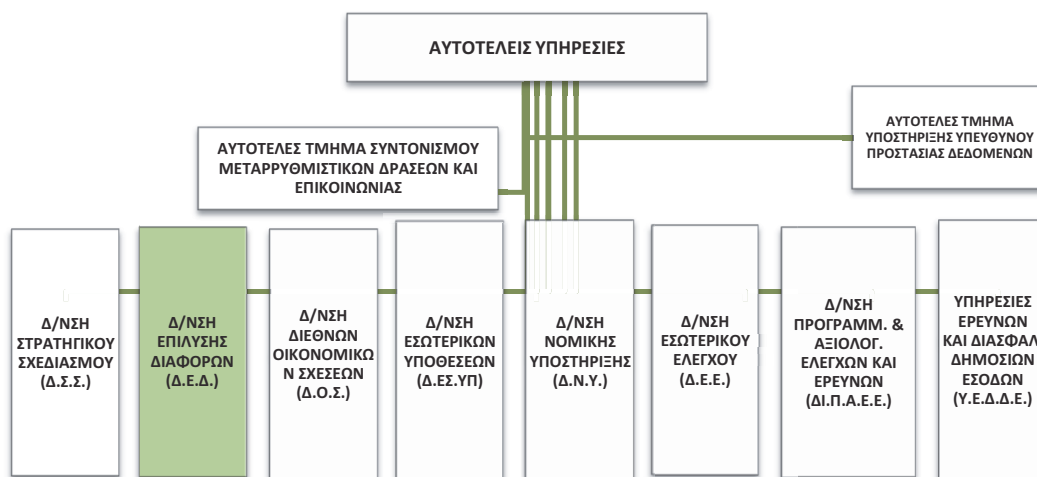 ΑΥΤΟΤΕΛΕΙΣ ΥΠΗΡΕΣΙΕΣ
ΑΥΤΟΤΕΛΕΣ ΤΜΗΜΑ ΣΥΝΤΟΝΙΣΜΟΥ
ΜΕΤΑΡΡΥΘΜΙΣΤΙΚΩΝ ΔΡΑΣΕΩΝ ΚΑΙ
ΕΠΙΚΟΙΝΩΝΙΑΣ
ΑΥΤΟΤΕΛΕΣ ΤΜΗΜΑ
ΥΠΟΣΤΗΡΙΞΗΣ ΥΠΕΥΘΥΝΟΥ
ΠΡΟΣΤΑΣΙΑΣ ΔΕΔΟΜΕΝΩΝ
Δ/ΝΣΗ
ΣΤΡΑΤΗΓΙΚΟΥ
ΣΧΕΔΙΑΣΜΟΥ
(Δ.Σ.Σ.)
Δ/ΝΣΗ
ΕΠΙΛΥΣΗΣ
ΔΙΑΦΟΡΩΝ
(Δ.Ε.Δ.)
Δ/ΝΣΗ
ΔΙΕΘΝΩΝ
ΟΙΚΟΝΟΜΙΚΩ
Ν ΣΧΕΣΕΩΝ
(Δ.Ο.Σ.)
Δ/ΝΣΗ
ΕΣΩΤΕΡΙΚΩΝ
ΥΠΟΘΕΣΕΩΝ
(Δ.ΕΣ.ΥΠ)
Δ/ΝΣΗ
ΝΟΜΙΚΗΣ
ΥΠΟΣΤΗΡΙΞΗΣ
(Δ.Ν.Υ.)
Δ/ΝΣΗ
ΕΣΩΤΕΡΙΚΟΥ
ΕΛΕΓΧΟΥ
(Δ.Ε.Ε.)
Δ/ΝΣΗ
ΠΡΟΓΡΑΜΜ. &
ΑΞΙΟΛΟΓ.
ΕΛΕΓΧΩΝ ΚΑΙ
ΕΡΕΥΝΩΝ
(ΔΙ.Π.Α.Ε.Ε.)
ΥΠΗΡΕΣΙΕΣ
ΕΡΕΥΝΩΝ
ΚΑΙ ΔΙΑΣΦΑΛ
ΔΗΜΟΣΙΩΝ
ΕΣΟΔΩΝ
(Υ.Ε.Δ.Δ.Ε.)